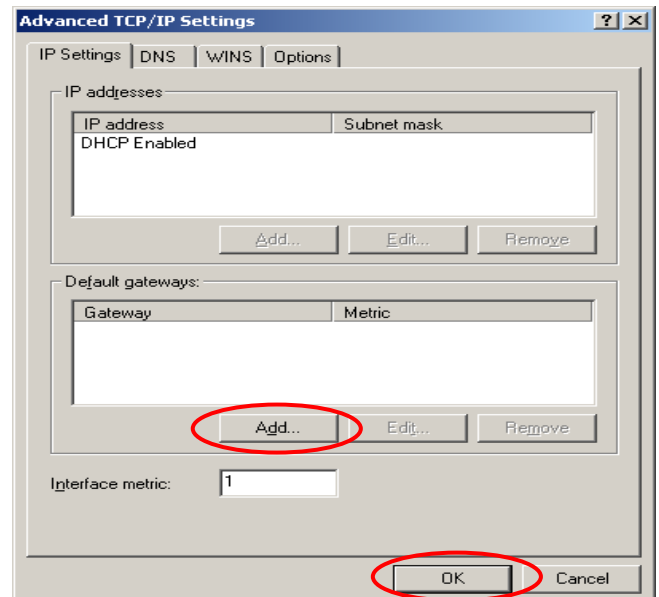 Advanced TCP/IP Settings
IP Settings DNS WINS Options
IP addresses
IP address Subnet mask
DHCP Enabled
Add... Edit... Remove
Default gateways:
Gateway Metric
Add... Edit... Remove
Interface metric: 1
OK Cancel